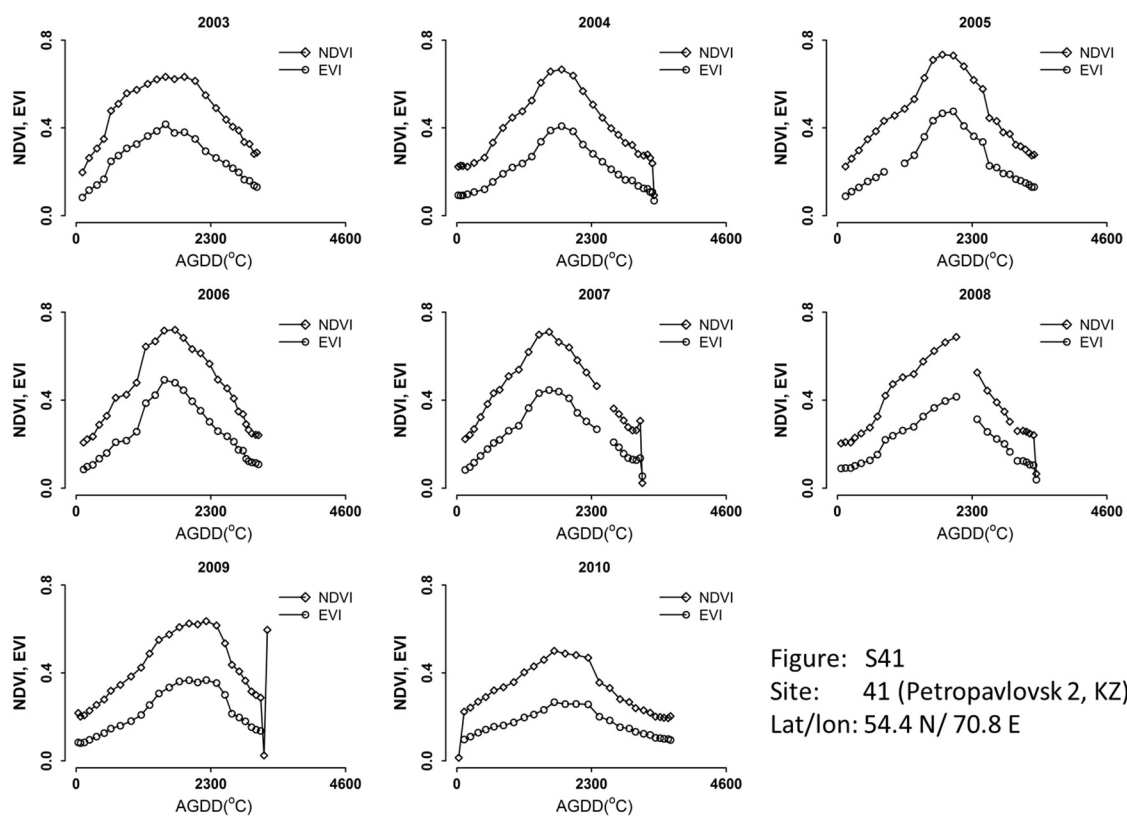 2003
NDVI
EVI
NDVI, EVI
0.8
0.4
0.0
0
2300
4600
AGDD(°C)
2004
NDVI
EVI
NDVI, EVI
0.8
0.4
0.0
0
2300
4600
AGDD(°C)
2005
NDVI
EVI
NDVI, EVI
0.8
0.4
0.0
0
2300
4600
AGDD(°C)
2006
NDVI
EVI
NDVI, EVI
0.8
0.4
0.0
0
2300
4600
AGDD(°C)
2007
NDVI
EVI
NDVI, EVI
0.8
0.4
0.0
0
2300
4600
AGDD(°C)
2008
NDVI
EVI
NDVI, EVI
0.8
0.4
0.0
0
2300
4600
AGDD(°C)
2009
NDVI
EVI
NDVI, EVI
0.8
0.4
0.0
0
2300
4600
AGDD(°C)
2010
NDVI
EVI
NDVI, EVI
0.8
0.4
0.0
0
2300
4600
AGDD(°C)
Figure: S41
Site: 41 (Petropavlovsk 2, KZ)
Lat/lon: 54.4 N/ 70.8 E